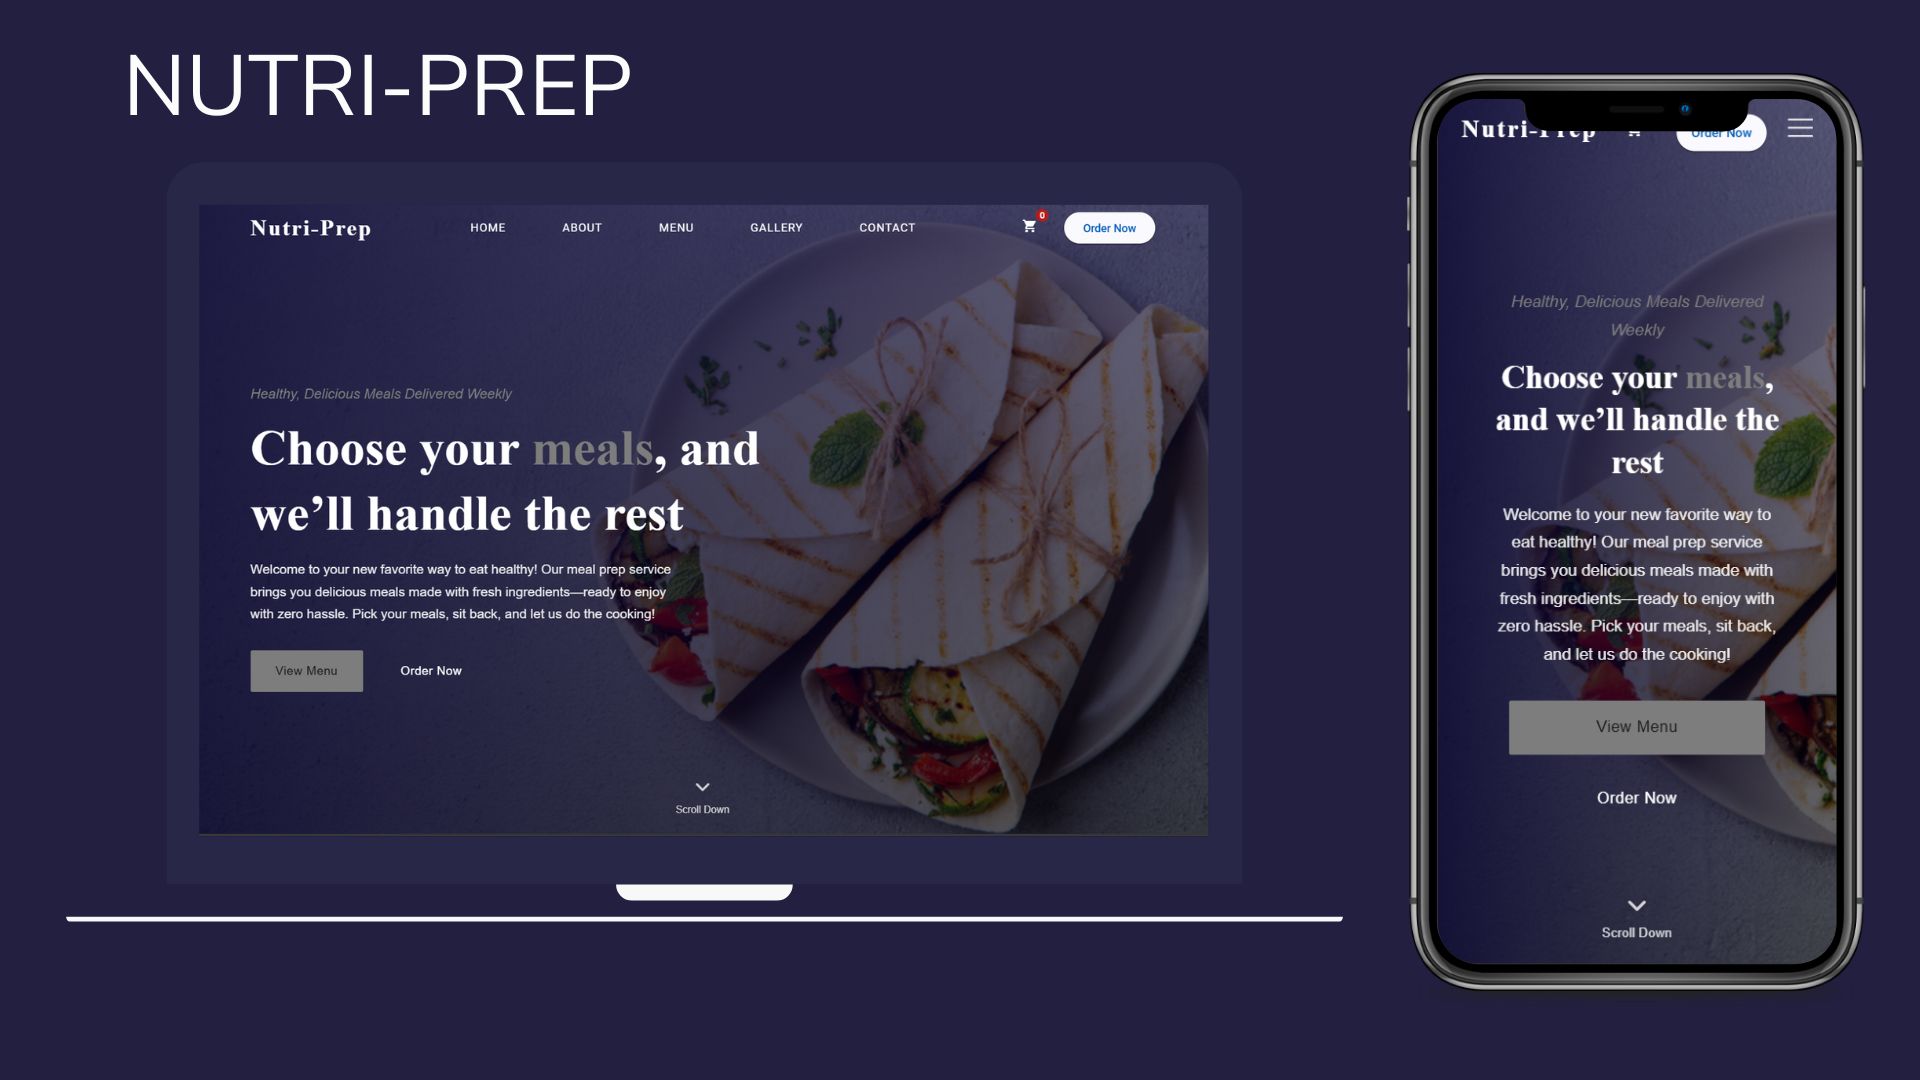 NUTRI-PREP
Nutri-Prep
HOME
ABOUT
MENU
GALLERY
CONTACT
0
Order Now
Healthy, Delicious Meals Delivered Weekly
Choose your meals, and
we’ll handle the rest
Welcome to your new favorite way to eat healthy! Our meal prep service
brings you delicious meals made with fresh ingredients—ready to enjoy
with zero hassle. Pick your meals, sit back, and let us do the cooking!
View Menu
Order Now
Scroll Down
Nutri-Prep
Order Now
Healthy, Delicious Meals Delivered
Weekly
Choose your meals,
and we’ll handle the
rest
Welcome to your new favorite way to
eat healthy! Our meal prep service
brings you delicious meals made with
fresh ingredients—ready to enjoy with
zero hassle. Pick your meals, sit back,
and let us do the cooking!
View Menu
Order Now
Scroll Down